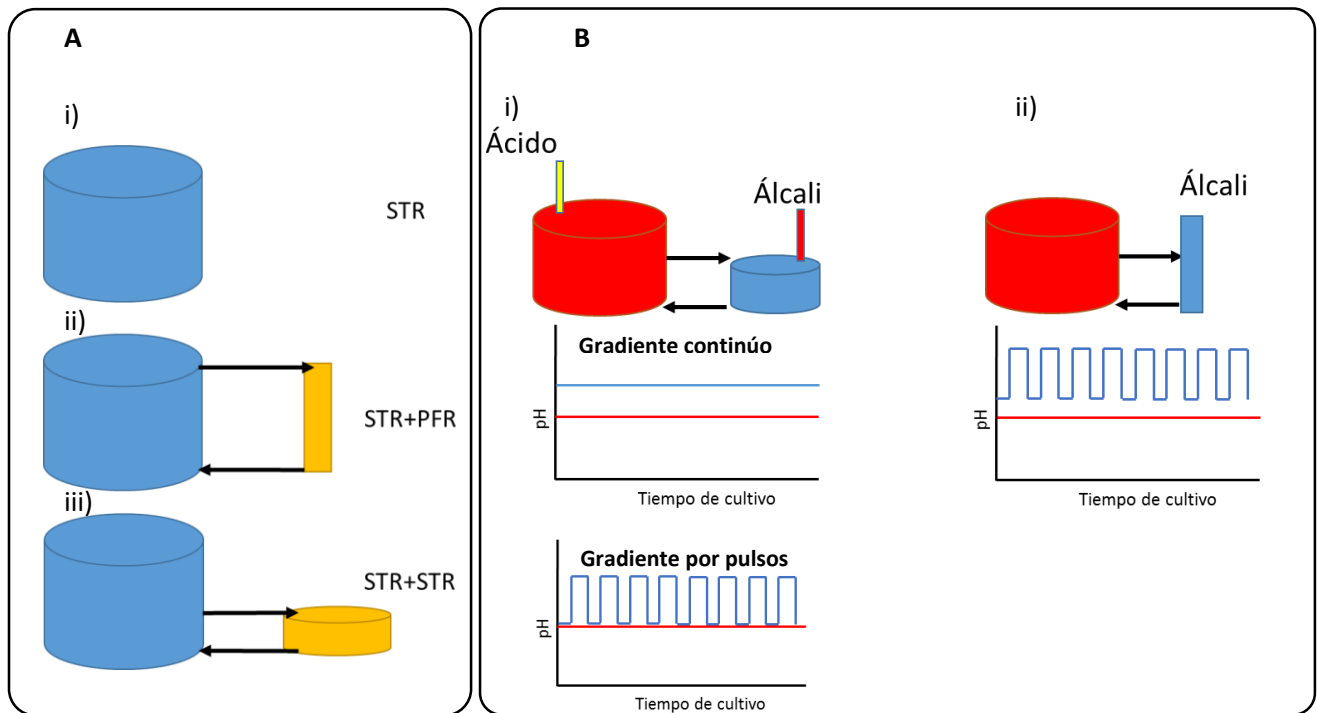 A
i)
STR
ii)
STR+PFR
iii)
STR+STR
B
i)
Ácido
Álcali
Gradiente continúo
pH
Tiempo de cultivo
Gradiente por pulsos
pH
Tiempo de cultivo
ii)
Álcali
pH
Tiempo de cultivo